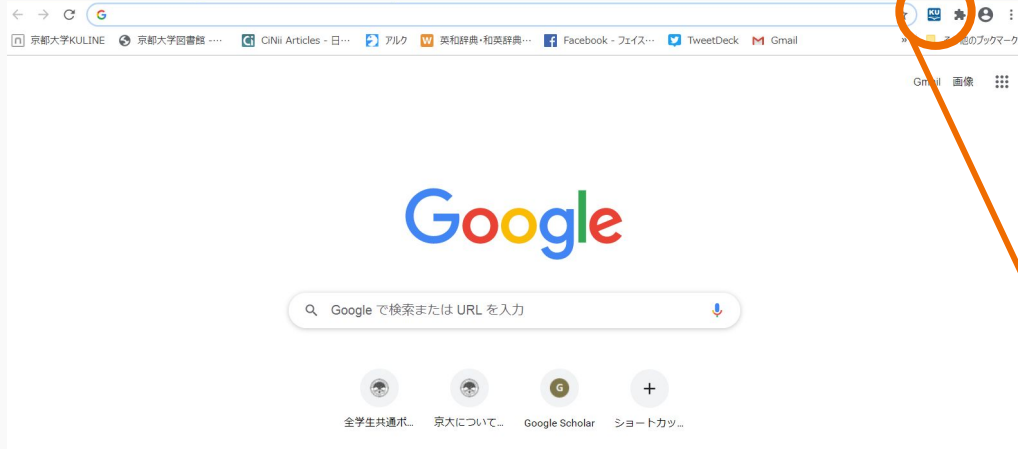 G
KU
京都大学KULINE 京都大学図書館 -… CiNii Articles - 日… アルク 英和辞典・和英辞典… Facebook - フェイス… TweetDeck Gmail » のブックマーク
Gmail 画像
Google
Google で検索または URL を入力
G
全学生共通ポ... 京大について... Google Scholar ショートカッ...